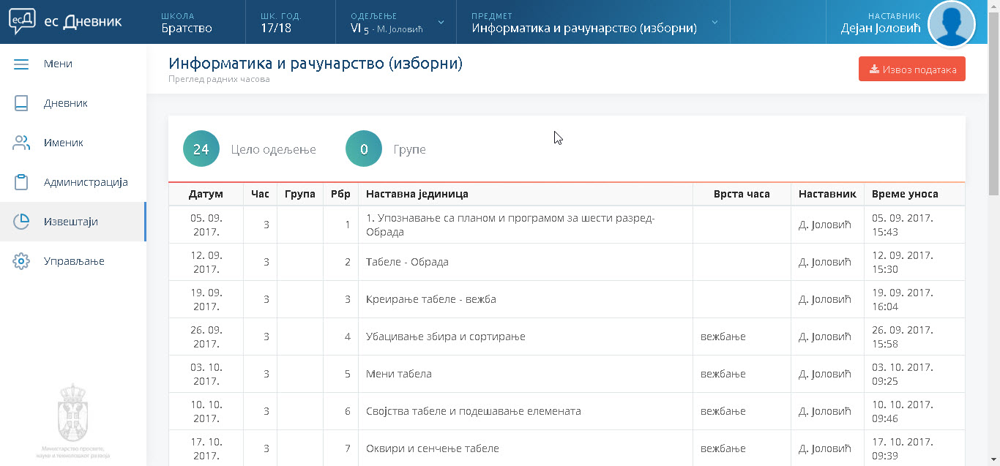 есД
ес Дневник
ШКОЛА
Братство
ШК. ГОД.
17/18
ОДЕЉЕЊЕ
VI 5 - М. Јоловић
ПРЕДМЕТ
Информатика и рачунарство (изборни)
НАСТАВНИК
Дејан Јоловић
Мени
Дневник
Именик
Администрација
Извештаји
Управљање
Министарство просвете,
науке и технолошког развоја
Информатика и рачунарство (изборни)
Преглед радних часова
Извоз података
24 Цело одељење 0 Групе
Датум Час Група Рбр Наставна јединица Врста часа Наставник Време уноса
05. 09. 2017. 3 1 1. Упознавање са планом и програмом за шести разред- Обрада Д. Јоловић 05. 09. 2017. 15:43
12. 09. 2017. 3 2 Табеле - Обрада Д. Јоловић 12. 09. 2017. 15:30
19. 09. 2017. 3 3 Креирање табеле - вежба Д. Јоловић 19. 09. 2017. 16:04
26. 09. 2017. 3 4 Убацивање збира и сортирање вежбање Д. Јоловић 26. 09. 2017. 15:58
03. 10. 2017. 3 5 Мени табела вежбање Д. Јоловић 03. 10. 2017. 09:25
10. 10. 2017. 3 6 Својства табеле и подешавање елемената вежбање Д. Јоловић 10. 10. 2017. 09:46
17. 10. 2017. 3 7 Оквири и сенчење табеле вежбање Д. Јоловић 17. 10. 2017. 09:39